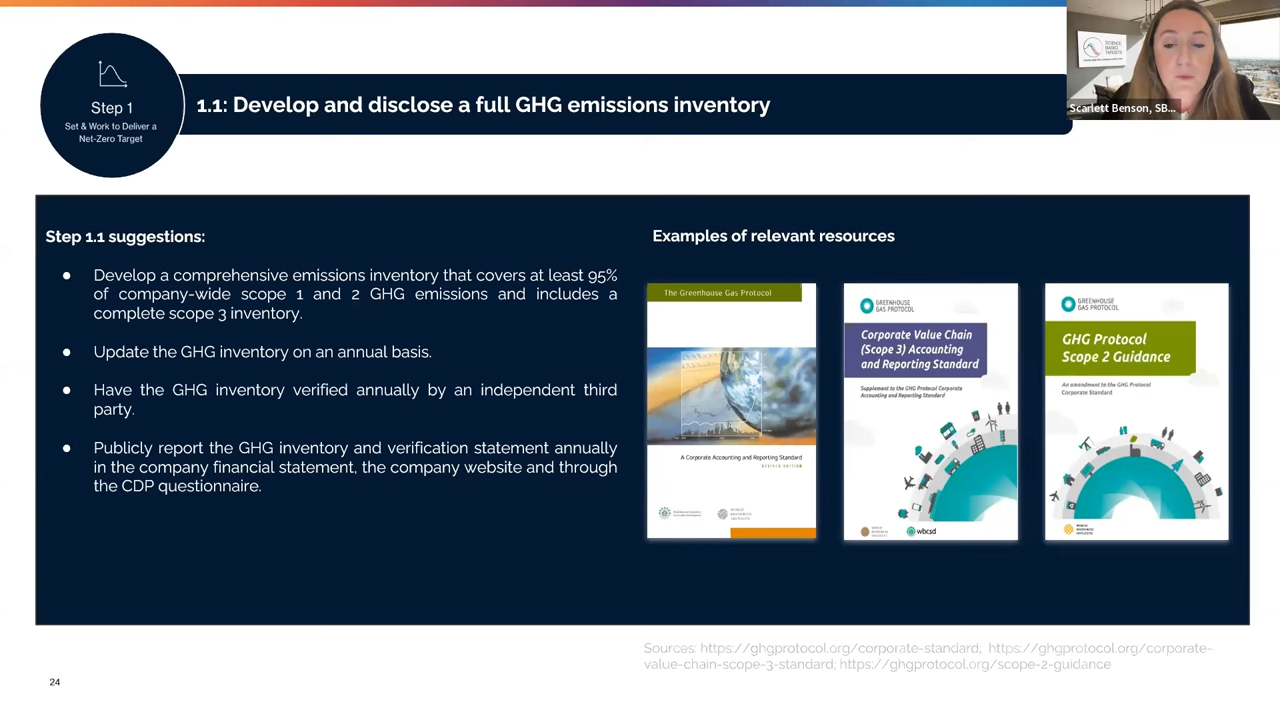 Step 1
Set & Work to Deliver a
Net-Zero Target
1.1: Develop and disclose a full GHG emissions inventory
SCIENCE
BASED
TARGETS
Scarlett Benson, SB...
Step 1.1 suggestions:
● Develop a comprehensive emissions inventory that covers at least 95%
of company-wide scope 1 and 2 GHG emissions and includes a
complete scope 3 inventory.
● Update the GHG inventory on an annual basis.
● Have the GHG inventory verified annually by an independent third
party.
● Publicly report the GHG inventory and verification statement annually
in the company financial statement, the company website and through
the CDP questionnaire.
Examples of relevant resources
The Greenhouse Gas Protocol
A Corporate Accounting and Reporting Standard
REVISED EDITION
GREENHOUSE
GAS PROTOCOL
Corporate Value Chain
(Scope 3) Accounting
and Reporting Standard
Supplement to the GHG Protocol Corporate
Accounting and Reporting Standard
wbcsd
GREENHOUSE
GAS PROTOCOL
GHG Protocol
Scope 2 Guidance
An amendment to the GHG Protocol
Corporate Standard
Sources: https://ghgprotocol.org/corporate-standard; https://ghgprotocol.org/corporate-
value-chain-scope-3-standard; https://ghgprotocol.org/scope-2-guidance
24